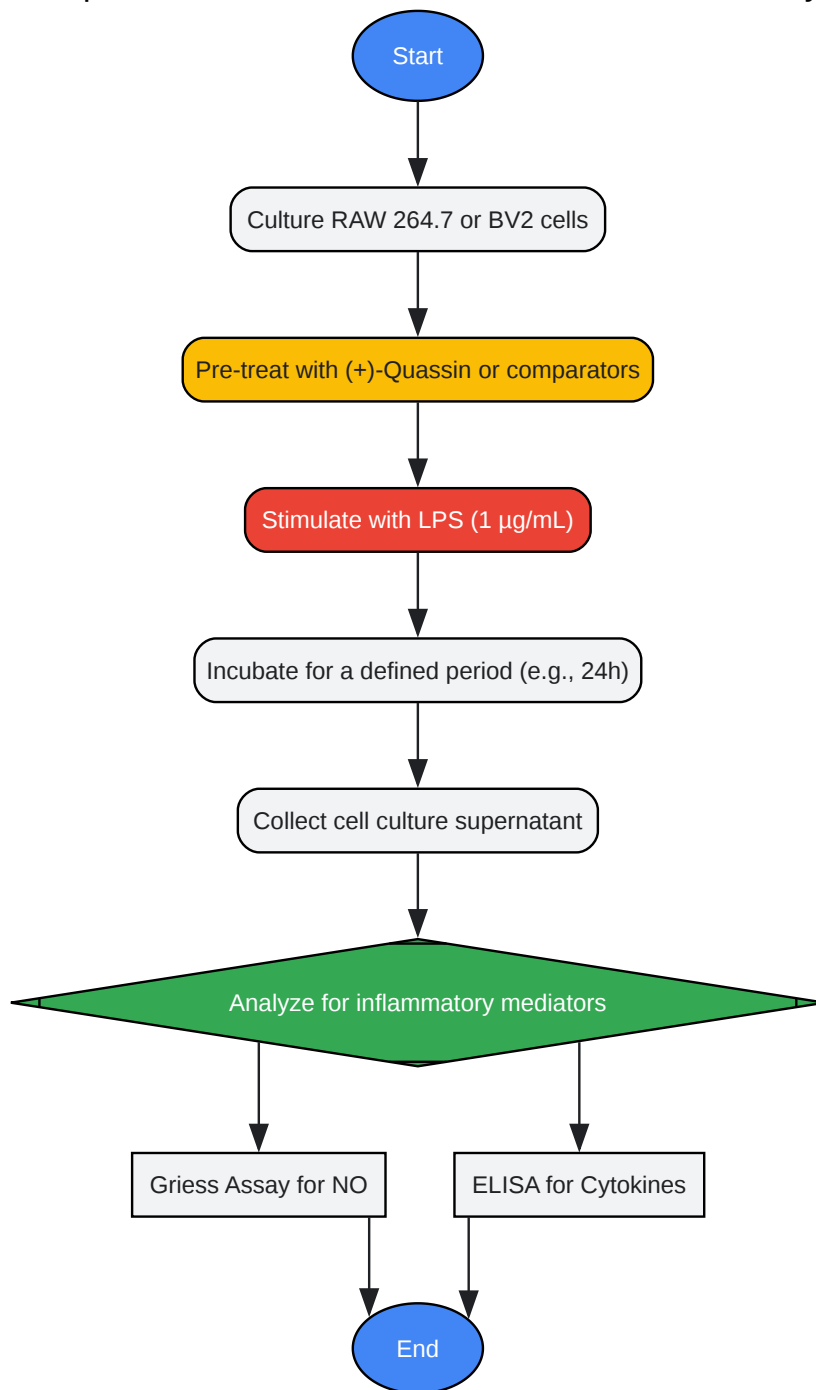 Start
Culture RAW 264.7 or BV2 cells
Pre-treat with (+)-Quassin or comparators
Stimulate with LPS (1 µg/mL)
Incubate for a defined period (e.g., 24h)
Collect cell culture supernatant
Analyze for inflammatory mediators
Griess Assay for NO
ELISA for Cytokines
End